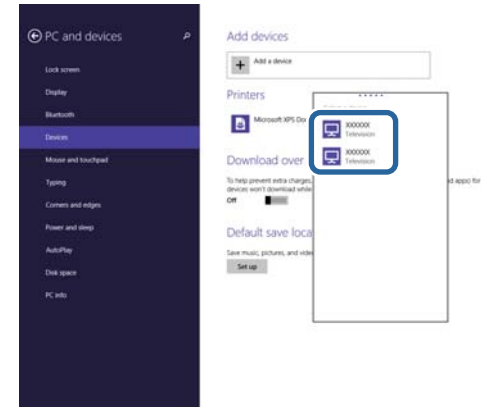 PC and devices
Lock screen
Display
Bluetooth
Devices
Mouse and touchpad
Typing
Corners and edges
Power and sleep
AutoPlay
Disk space
PC info
Add devices
Add a device
Printers
Microsoft XPS Do
Download over
To help prevent extra charges,
devices won't download while
Off
Default save loca
Save music, pictures, and vide
Set up
XXXXXX
Television
XXXXXX
Television
d apps) for